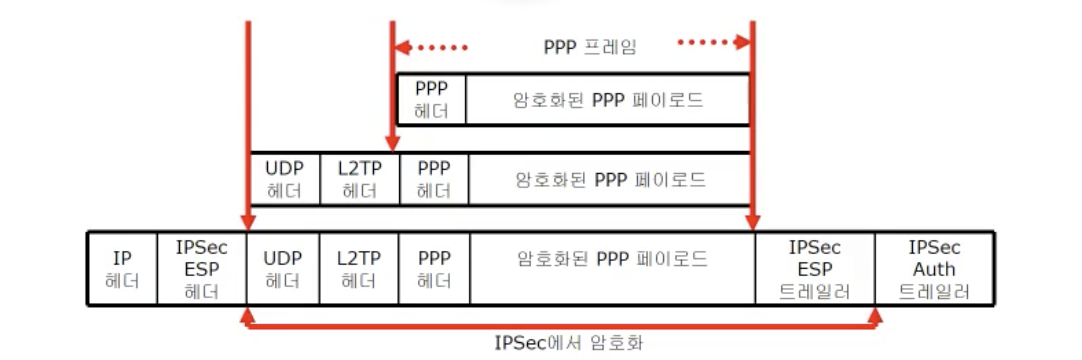 PPP 프레임
PPP
헤더
암호화된 PPP 페이로드
UDP
헤더
L2TP
헤더
PPP
헤더
암호화된 PPP 페이로드
IP
헤더
IPSec
ESP
헤더
UDP
헤더
L2TP
헤더
PPP
헤더
암호화된 PPP 페이로드
IPSec
ESP
트레일러
IPSec
Auth
트레일러
IPSec에서 암호화